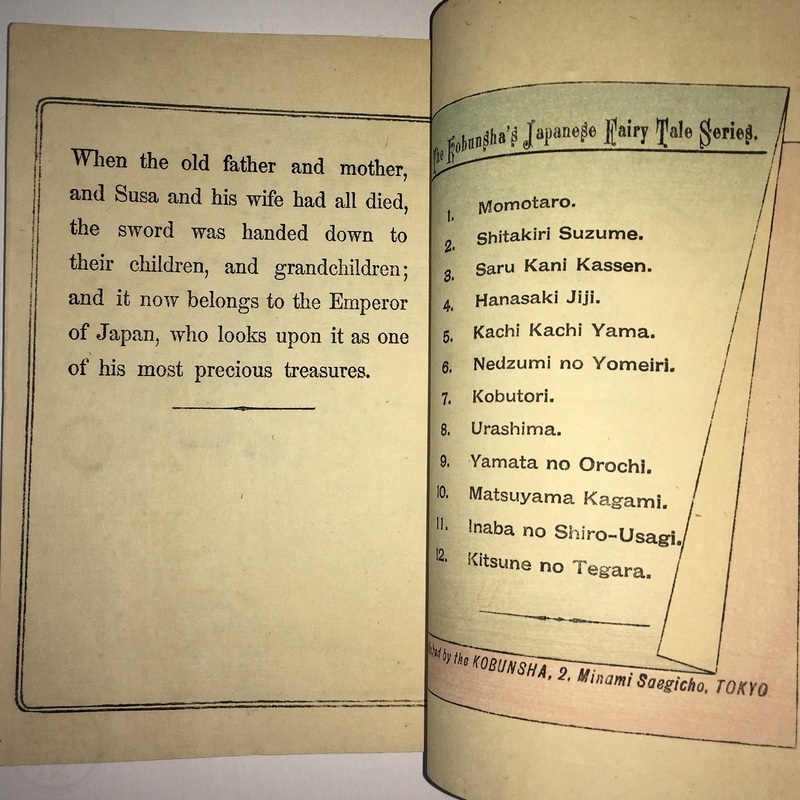 When the old father and mother,
and Susa and his wife had all died,
the sword was handed down to
their children, and grandchildren;
and it now belongs to the Emperor
of Japan, who looks upon it as one
of his most precious treasures.
The Kobunsha's Japanese Fairy Tale Series.
1. Momotaro.
2. Shitakiri Suzume.
3. Saru Kani Kassen.
4. Hanasaki Jiji.
5. Kachi Kachi Yama.
6. Nedzumi no Yomeiri.
7. Kobutori.
8. Urashima.
9. Yamata no Orochi.
10. Matsuyama Kagami.
11. Inaba no Shiro-Usagi.
12. Kitsune no Tegara.
by the KOBUNSHA, 2, Minami Saegicho, TOKYO